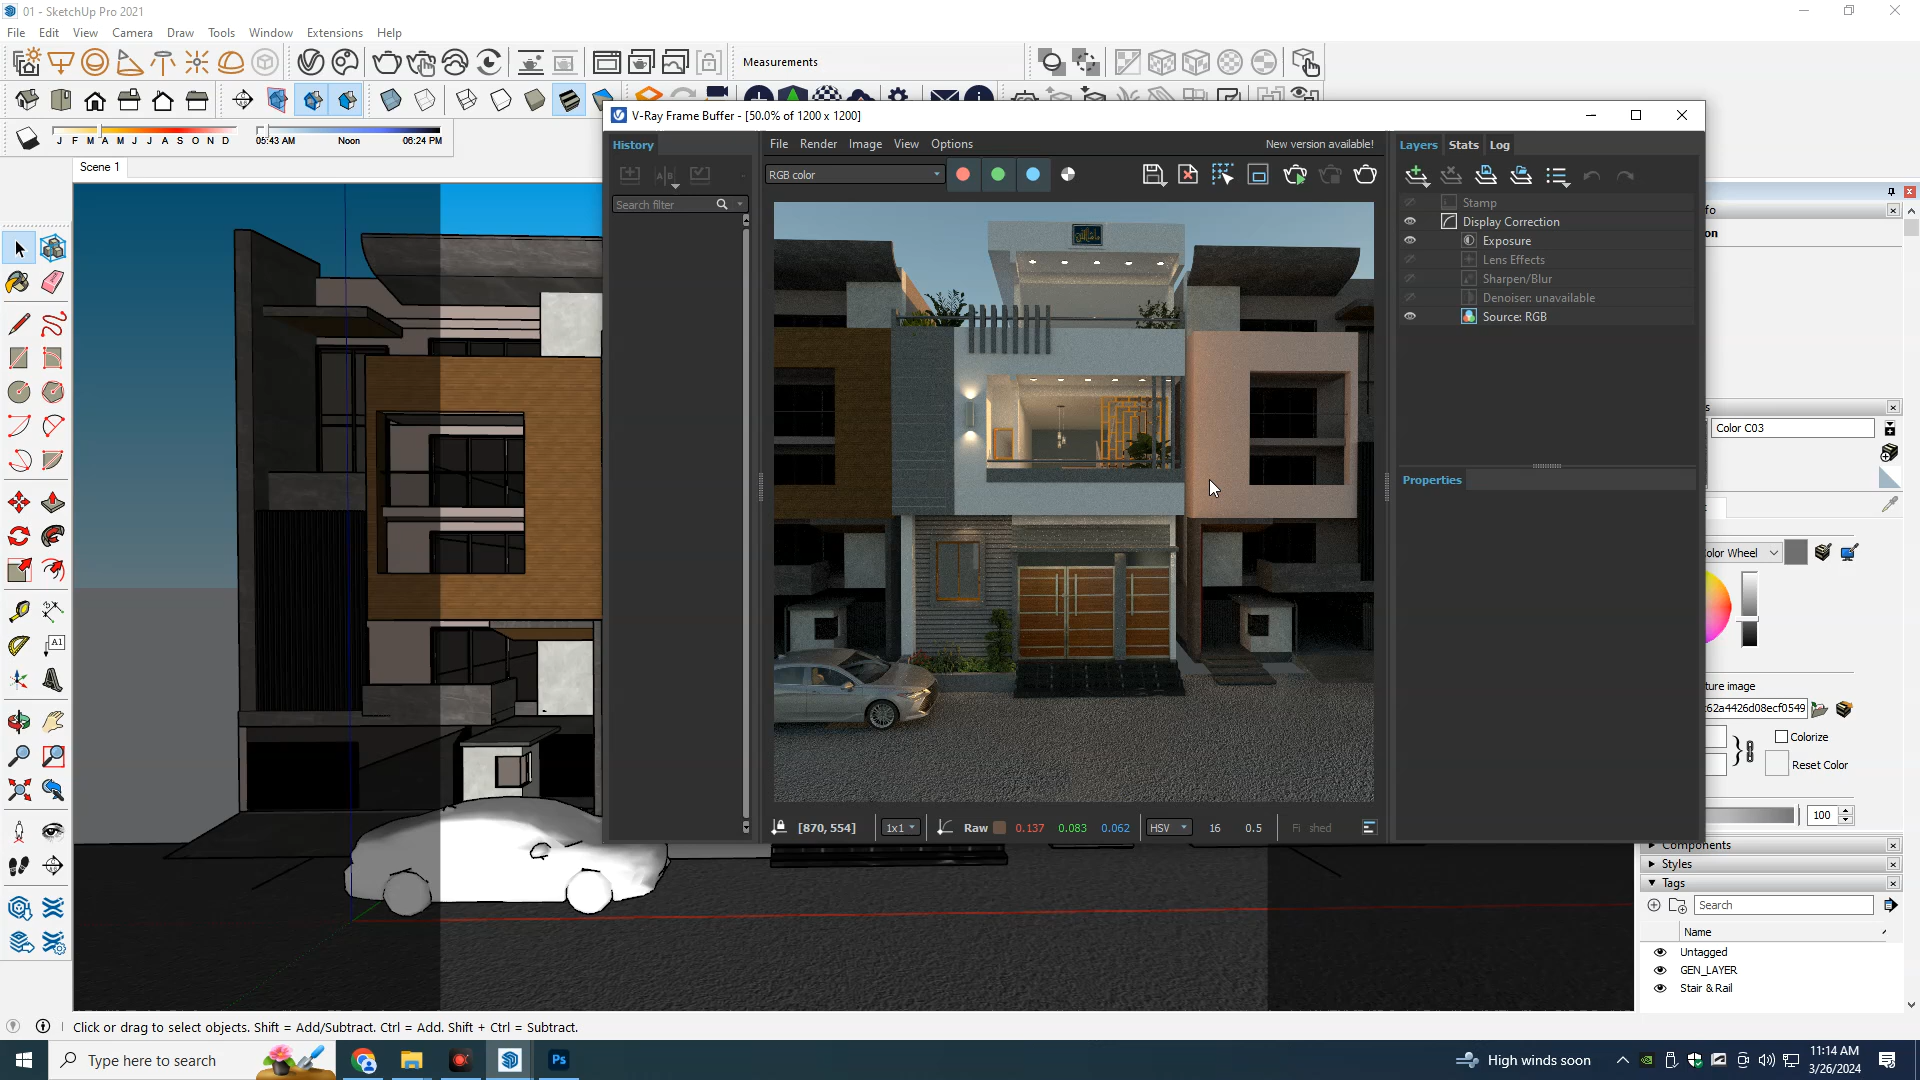 01 - SketchUp Pro 2021
File Edit View Camera Draw Tools Window Extensions Help
Measurements
J F M A M J J A S O N D
05:43 AM Noon 06:24 PM
Scene 1
V-Ray Frame Buffer - [50.0% of 1200 x 1200]
History
File Render Image View Options
New version available!
RGB color
Search filter
Layers Stats Log
Stamp
Display Correction
Exposure
Lens Effects
Sharpen/Blur
Denoiser: unavailable
Source: RGB
Properties
[870, 554]
1x1
Raw 0.137 0.083 0.062
HSV
16 0.5
Color C03
olor Wheel
ture image
:62a4426d08ecf0549
Colorize
Reset Color
100
Components
Styles
Tags
Search
Name
Untagged
GEN_LAYER
Stair & Rail
A1
Click or drag to select objects. Shift = Add/Subtract. Ctrl = Add. Shift + Ctrl = Subtract.
Type here to search
Ps
High winds soon
11:14 AM
3/26/2024